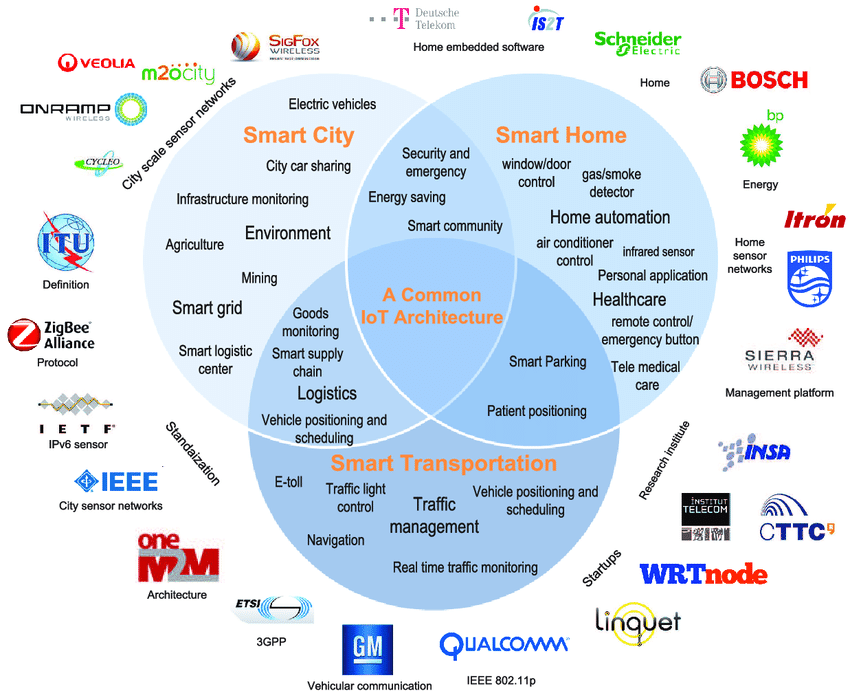 Deutsche
Telekom
T
IS2T
Home embedded software
SIGFOX
WIRELESS
Schneider
Electric
VEOLIA
m2ocity
Home
BOSCH
ONRAMP
WIRELESS
City scale sensor networks
CYCLEO
bp
Energy
Electric vehicles
Smart City
City car sharing
Infrastructure monitoring
Environment
Agriculture
Mining
Smart grid
Smart logistic
center
Security and
emergency
Energy saving
Smart community
Smart Home
window/door
control
gas/smoke
detector
Home automation
air conditioner
control
infrared sensor
Personal application
Healthcare
remote control/
emergency button
Tele medical
care
A Common
IoT Architecture
Goods
monitoring
Smart supply
chain
Logistics
Vehicle positioning and
scheduling
Smart Parking
Patient positioning
Smart Transportation
E-toll
Traffic light
control
Traffic
management
Vehicle positioning and
scheduling
Navigation
Real time traffic monitoring
ITU
Definition
ZigBee®
Alliance
Protocol
I E T F®
IPv6 sensor
Standaization
IEEE
City sensor networks
one
M2M
Architecture
ETSI
3GPP
GM
Vehicular communication
QUALCOMM
IEEE 802.11p
Itron
Home
sensor
networks
PHILIPS
SIERRA
WIRELESS
Management platform
Research institute
INSA
INSTITUT
TELECOM
CTTC
Startups
WRTnode
linquet